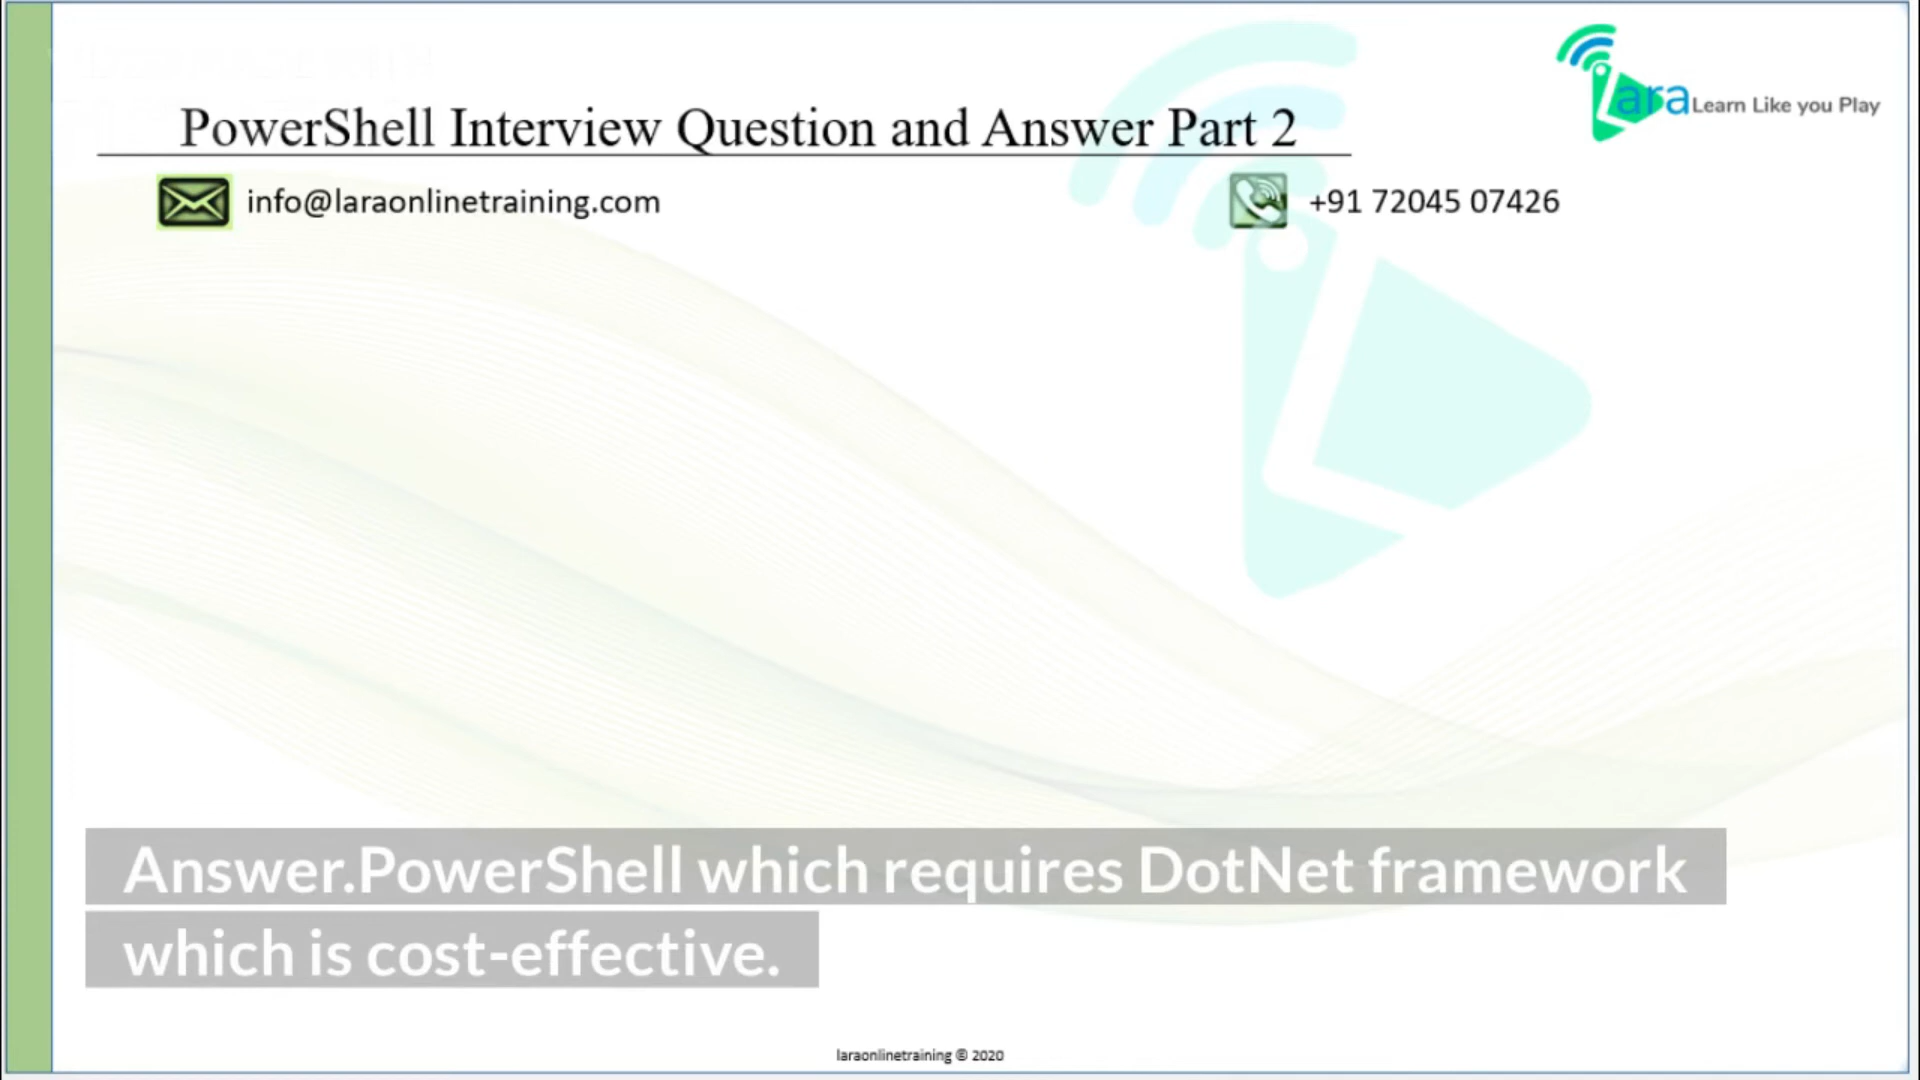 PowerShell Interview Question and Answer Part 2
lara Learn Like you Play
info@laraonlinetraining.com
+91 72045 07426
Answer.PowerShell which requires DotNet framework
which is cost-effective.
laraonlinetraining © 2020